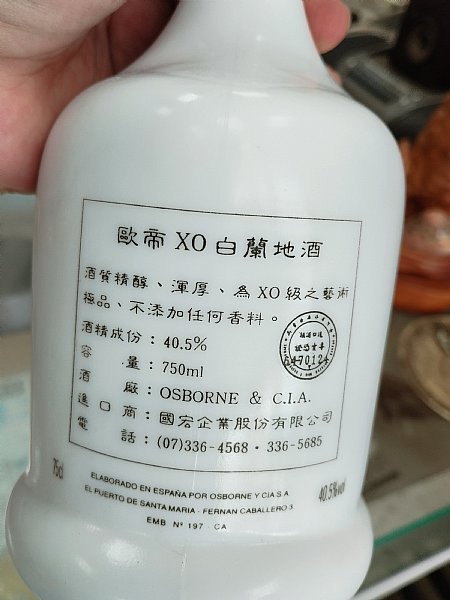 歐帝 XO 白蘭地酒
酒質精醇、渾厚、為 XO 級之藝術
極品、不添加任何香料。
酒精成份：40.5%
容量：750ml
酒廠：OSBORNE & C.I.A.
進口商：國宏企業股份有限公司
電話：(07)336-4568・336-5685
75cl
40.5%vol
ELABORADO EN ESPAÑA POR OSBORNE Y CIA S.A
EL PUERTO DE SANTA MARIA - FERNAN CABALLERO 3
EMB Nº 197 - CA